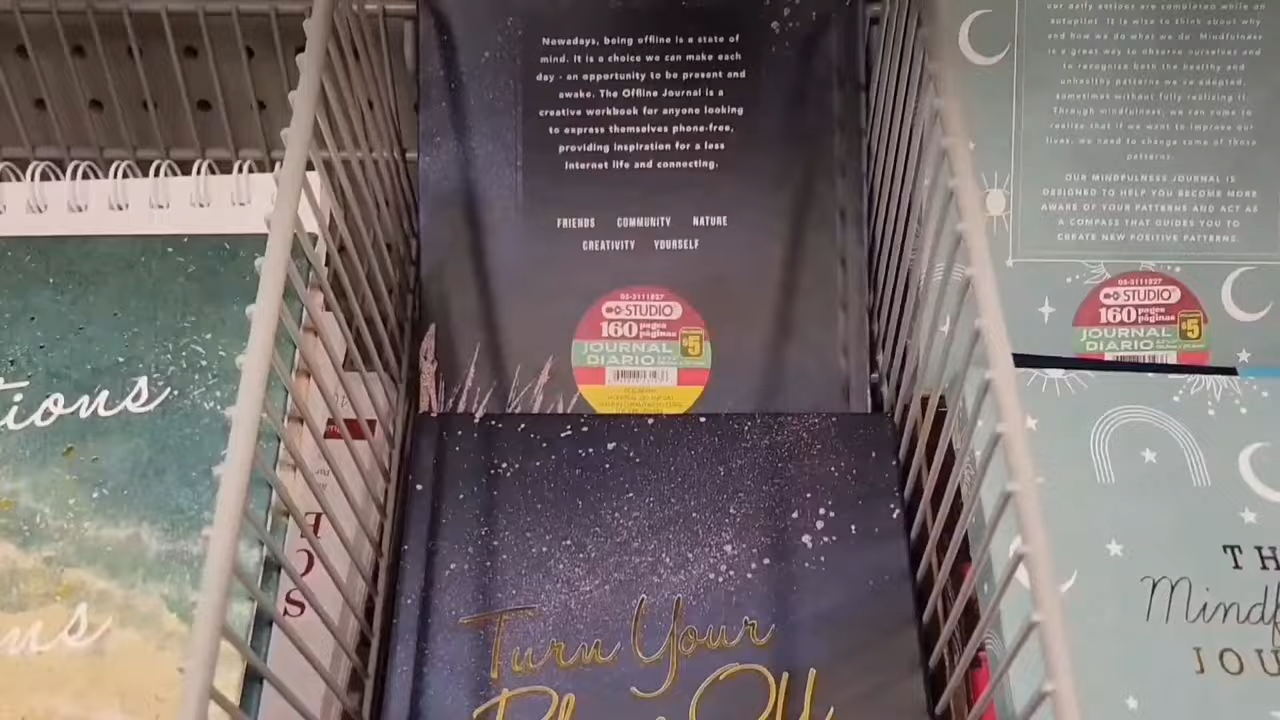 Nowadays, being offline is a state of
mind. It is a choice we can make each
day - an opportunity to be present and
awake. The Offline Journal is a
creative workbook for anyone looking
to express themselves phone-free,
providing inspiration for a less
internet life and connecting.
FRIENDS COMMUNITY NATURE
CREATIVITY YOURSELF
05-3111827
STUDIO
160 pages páginas
JOURNAL
DIARIO
$5
Turn Your
our daily actions are completed while on
autopilot. It is wise to think about why
and how we do what we do. Mindfulness
is a great way to observe ourselves and
to recognize both the healthy and
unhealthy patterns we've adopted,
sometimes without fully realizing it.
Through mindfulness, we can come to
realize that if we want to improve our
lives, we need to change some of those
patterns.
OUR MINDFULNESS JOURNAL IS
DESIGNED TO HELP YOU BECOME MORE
AWARE OF YOUR PATTERNS AND ACT AS
A COMPASS THAT GUIDES YOU TO
CREATE NEW POSITIVE PATTERNS.
05-3111827
STUDIO
160 pages páginas
JOURNAL
DIARIO
$5
TH
Mindf
JOU
tions
ns